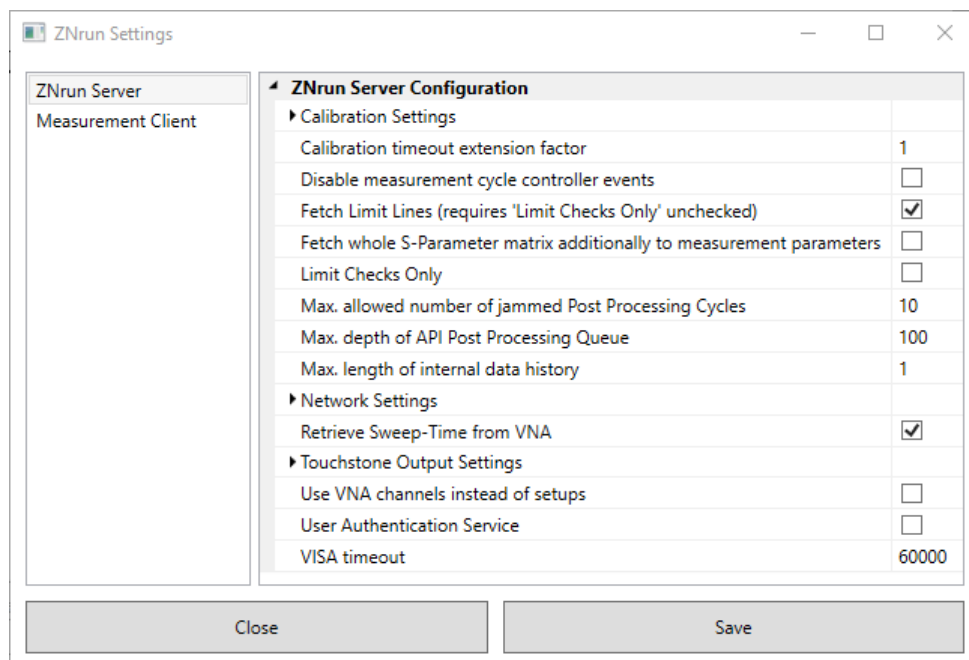 ZNrun Settings
ZNrun Server
Measurement Client
ZNrun Server Configuration
Calibration Settings
Calibration timeout extension factor 1
Disable measurement cycle controller events
Fetch Limit Lines (requires 'Limit Checks Only' unchecked)
Fetch whole S-Parameter matrix additionally to measurement parameters
Limit Checks Only
Max. allowed number of jammed Post Processing Cycles 10
Max. depth of API Post Processing Queue 100
Max. length of internal data history 1
Network Settings
Retrieve Sweep-Time from VNA
Touchstone Output Settings
Use VNA channels instead of setups
User Authentication Service
VISA timeout 60000
Close Save